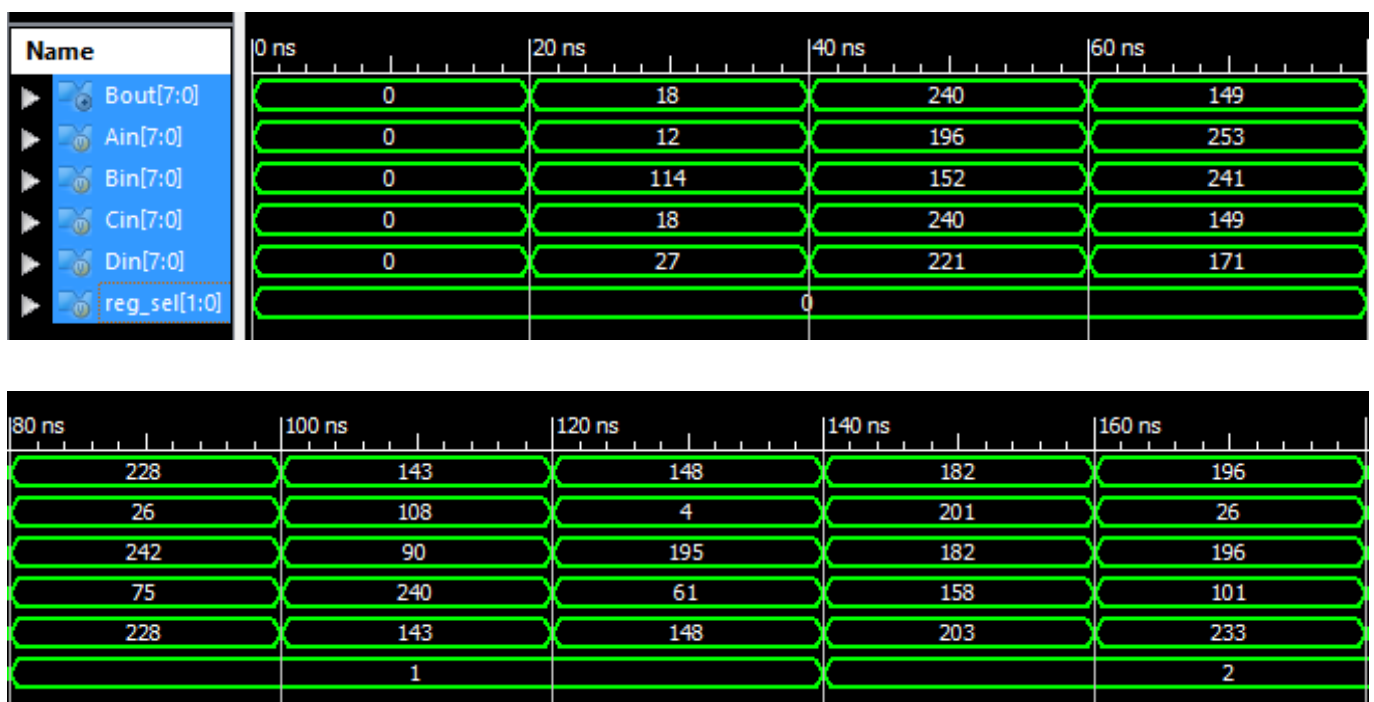 Name 0 ns 20 ns 40 ns 60 ns
Bout[7:0] 0 18 240 149
Ain[7:0] 0 12 196 253
Bin[7:0] 0 114 152 241
Cin[7:0] 0 18 240 149
Din[7:0] 0 27 221 171
reg_sel[1:0] 0
80 ns 100 ns 120 ns 140 ns 160 ns
228 143 148 182 196
26 108 4 201 26
242 90 195 182 196
75 240 61 158 101
228 143 148 203 233
1 2